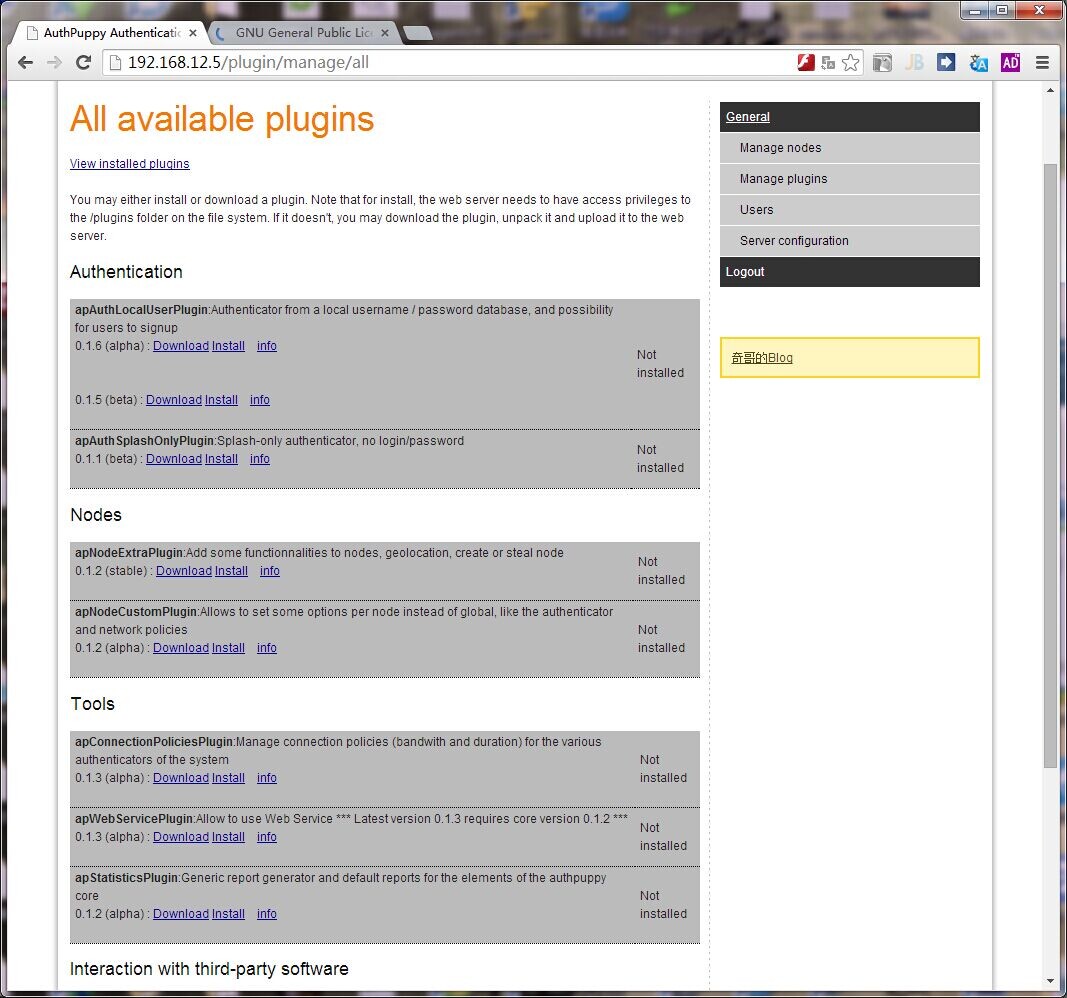 AuthPuppy Authenticatic
GNU General Public Lice
192.168.12.5/plugin/manage/all
JB
AD
All available plugins
View installed plugins
You may either install or download a plugin. Note that for install, the web server needs to have access privileges to
the /plugins folder on the file system. If it doesn't, you may download the plugin, unpack it and upload it to the web
server.
Authentication
apAuthLocalUserPlugin:Authenticator from a local username / password database, and possibility
for users to signup
0.1.6 (alpha) : Download Install info
Not
installed
0.1.5 (beta) : Download Install info
apAuthSplashOnlyPlugin:Splash-only authenticator, no login/password
0.1.1 (beta) : Download Install info
Not
installed
Nodes
apNodeExtraPlugin:Add some functionnalities to nodes, geolocation, create or steal node
0.1.2 (stable) : Download Install info
Not
installed
apNodeCustomPlugin:Allows to set some options per node instead of global, like the authenticator
and network policies
0.1.2 (alpha) : Download Install info
Not
installed
Tools
apConnectionPoliciesPlugin:Manage connection policies (bandwith and duration) for the various
authenticators of the system
0.1.3 (alpha) : Download Install info
Not
installed
apWebServicePlugin:Allow to use Web Service *** Latest version 0.1.3 requires core version 0.1.2 ***
0.1.3 (alpha) : Download Install info
Not
installed
apStatisticsPlugin:Generic report generator and default reports for the elements of the authpuppy
core
0.1.2 (alpha) : Download Install info
Not
installed
Interaction with third-party software
General
Manage nodes
Manage plugins
Users
Server configuration
Logout
奇哥的Blog